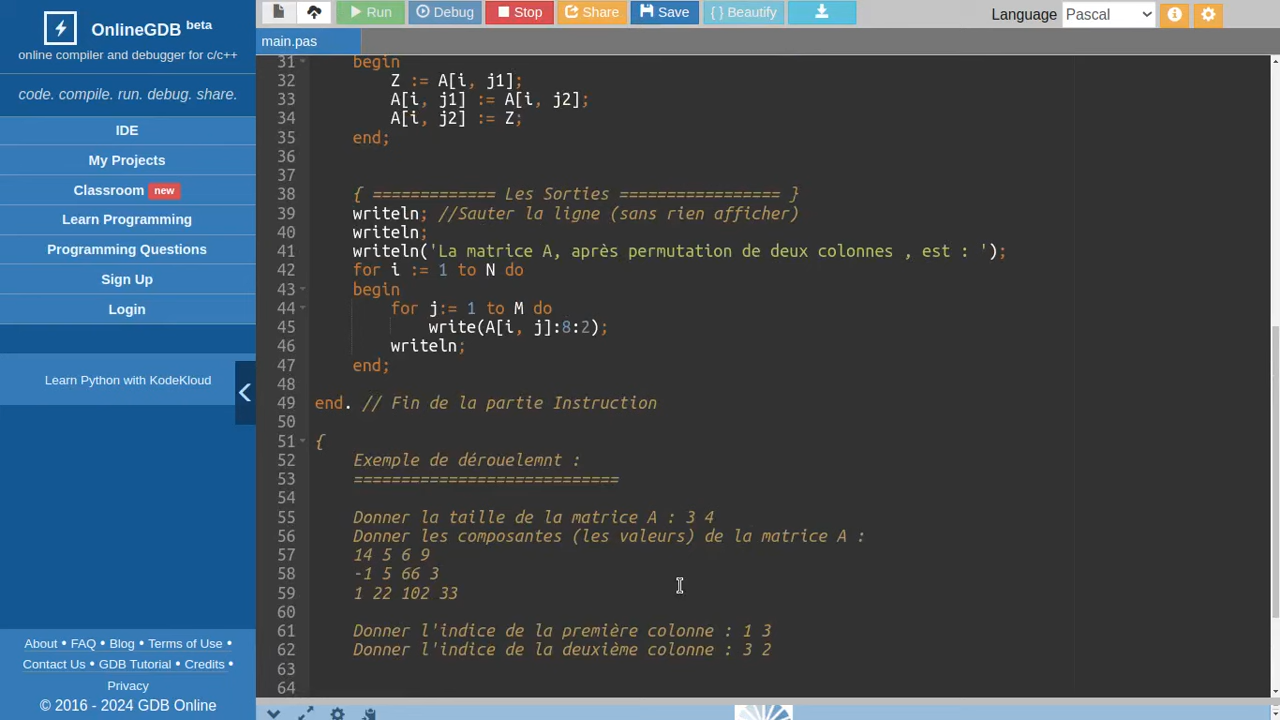 OnlineGDB beta
online compiler and debugger for c/c++
code. compile. run. debug. share.
IDE
My Projects
Classroom new
Learn Programming
Programming Questions
Sign Up
Login
Learn Python with KodeKloud
About • FAQ • Blog • Terms of Use •
Contact Us • GDB Tutorial • Credits •
Privacy
© 2016 - 2024 GDB Online
Run Debug Stop Share Save { } Beautify Language Pascal
main.pas
31 begin
32 Z := A[i, j1];
33 A[i, j1] := A[i, j2];
34 A[i, j2] := Z;
35 end;
36
37
38 { ============= Les Sorties ================= }
39 writeln; //Sauter la ligne (sans rien afficher)
40 writeln;
41 writeln('La matrice A, après permutation de deux colonnes , est : ');
42 for i := 1 to N do
43 begin
44 for j:= 1 to M do
45 write(A[i, j]:8:2);
46 writeln;
47 end;
48
49 end. // Fin de la partie Instruction
50
51 {
52 Exemple de dérouelemnt :
53 ============================
54
55 Donner la taille de la matrice A : 3 4
56 Donner les composantes (les valeurs) de la matrice A :
57 14 5 6 9
58 -1 5 66 3
59 1 22 102 33
60
61 Donner l'indice de la première colonne : 1 3
62 Donner l'indice de la deuxième colonne : 3 2
63
64